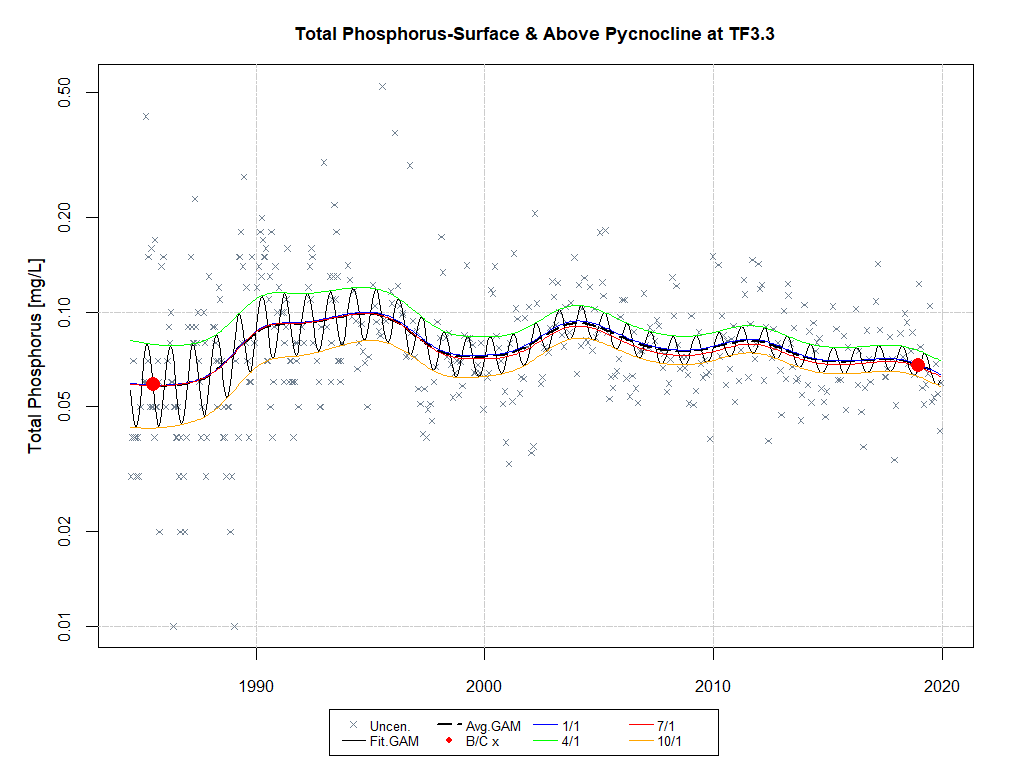 Total Phosphorus-Surface & Above Pycnocline at TF3.3
Total Phosphorus [mg/L]
0.50
0.20
0.10
0.05
0.02
0.01
1990 2000 2010 2020
Uncen. Avg.GAM 1/1 7/1
Fit.GAM B/C x 4/1 10/1